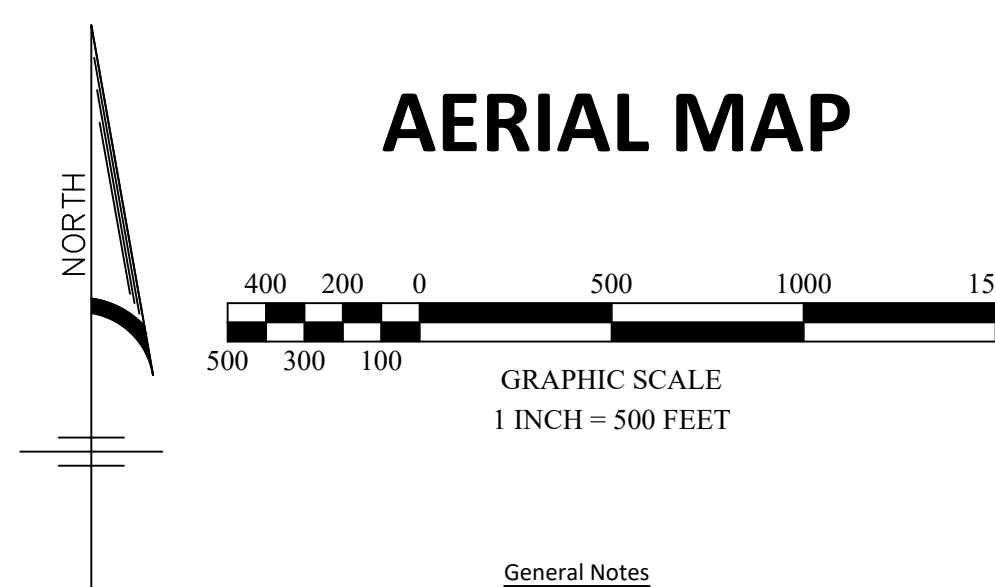 AERIAL MAP
NORTH
400 200 0 500 1000 15
500 300 100
GRAPHIC SCALE
1 INCH = 500 FEET
General Notes